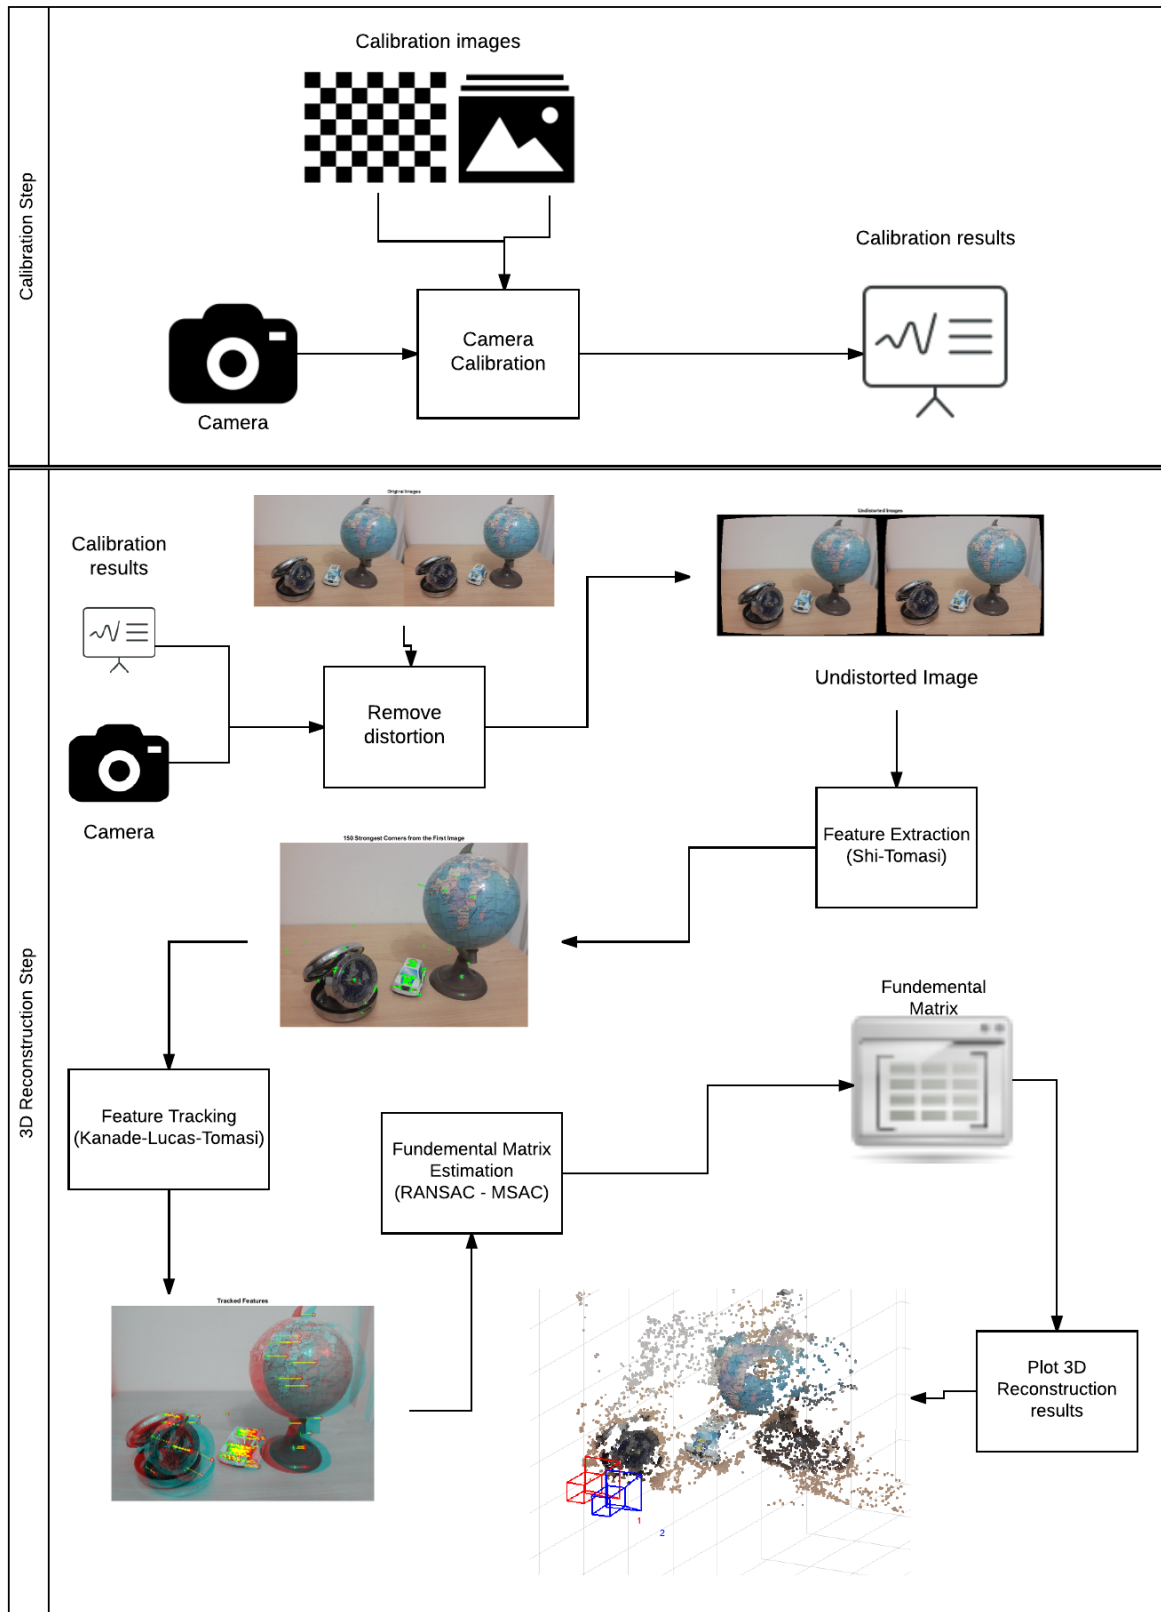 Calibration Step
Calibration images
Camera
Camera
Calibration
Calibration results
3D Reconstruction Step
Original Images
Calibration
results
Camera
Remove
distortion
Undistorted Images
Undistorted Image
Feature Extraction
(Shi-Tomasi)
150 Strongest Corners from the First Image
Feature Tracking
(Kanade-Lucas-Tomasi)
Tracked Features
Fundemental Matrix
Estimation
(RANSAC - MSAC)
Fundemental
Matrix
Plot 3D
Reconstruction
results
1
2